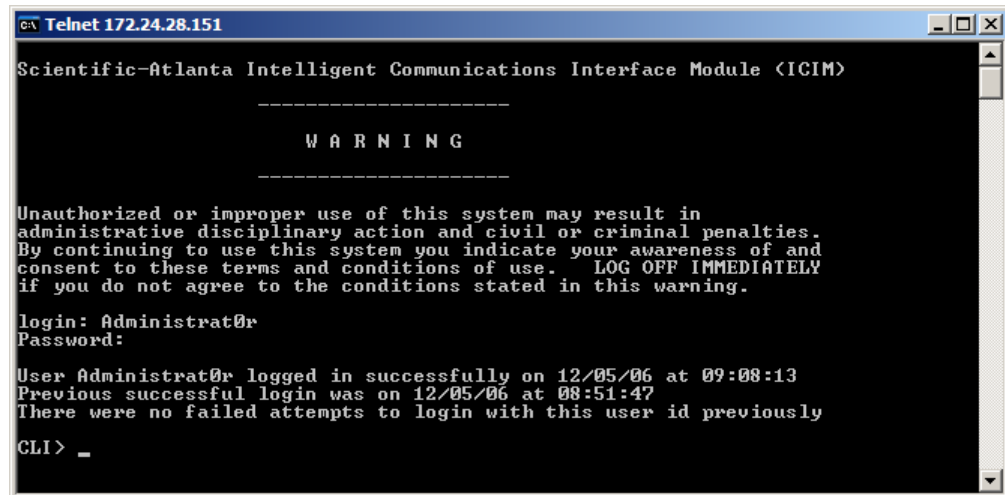 Telnet 172.24.28.151
Scientific-Atlanta Intelligent Communications Interface Module (ICIM)
---------------------
W A R N I N G
---------------------
Unauthorized or improper use of this system may result in
administrative disciplinary action and civil or criminal penalties.
By continuing to use this system you indicate your awareness of and
consent to these terms and conditions of use.   LOG OFF IMMEDIATELY
if you do not agree to the conditions stated in this warning.
login: Administrat0r
Password:
User Administrat0r logged in successfully on 12/05/06 at 09:08:13
Previous successful login was on 12/05/06 at 08:51:47
There were no failed attempts to login with this user id previously
CLI> _